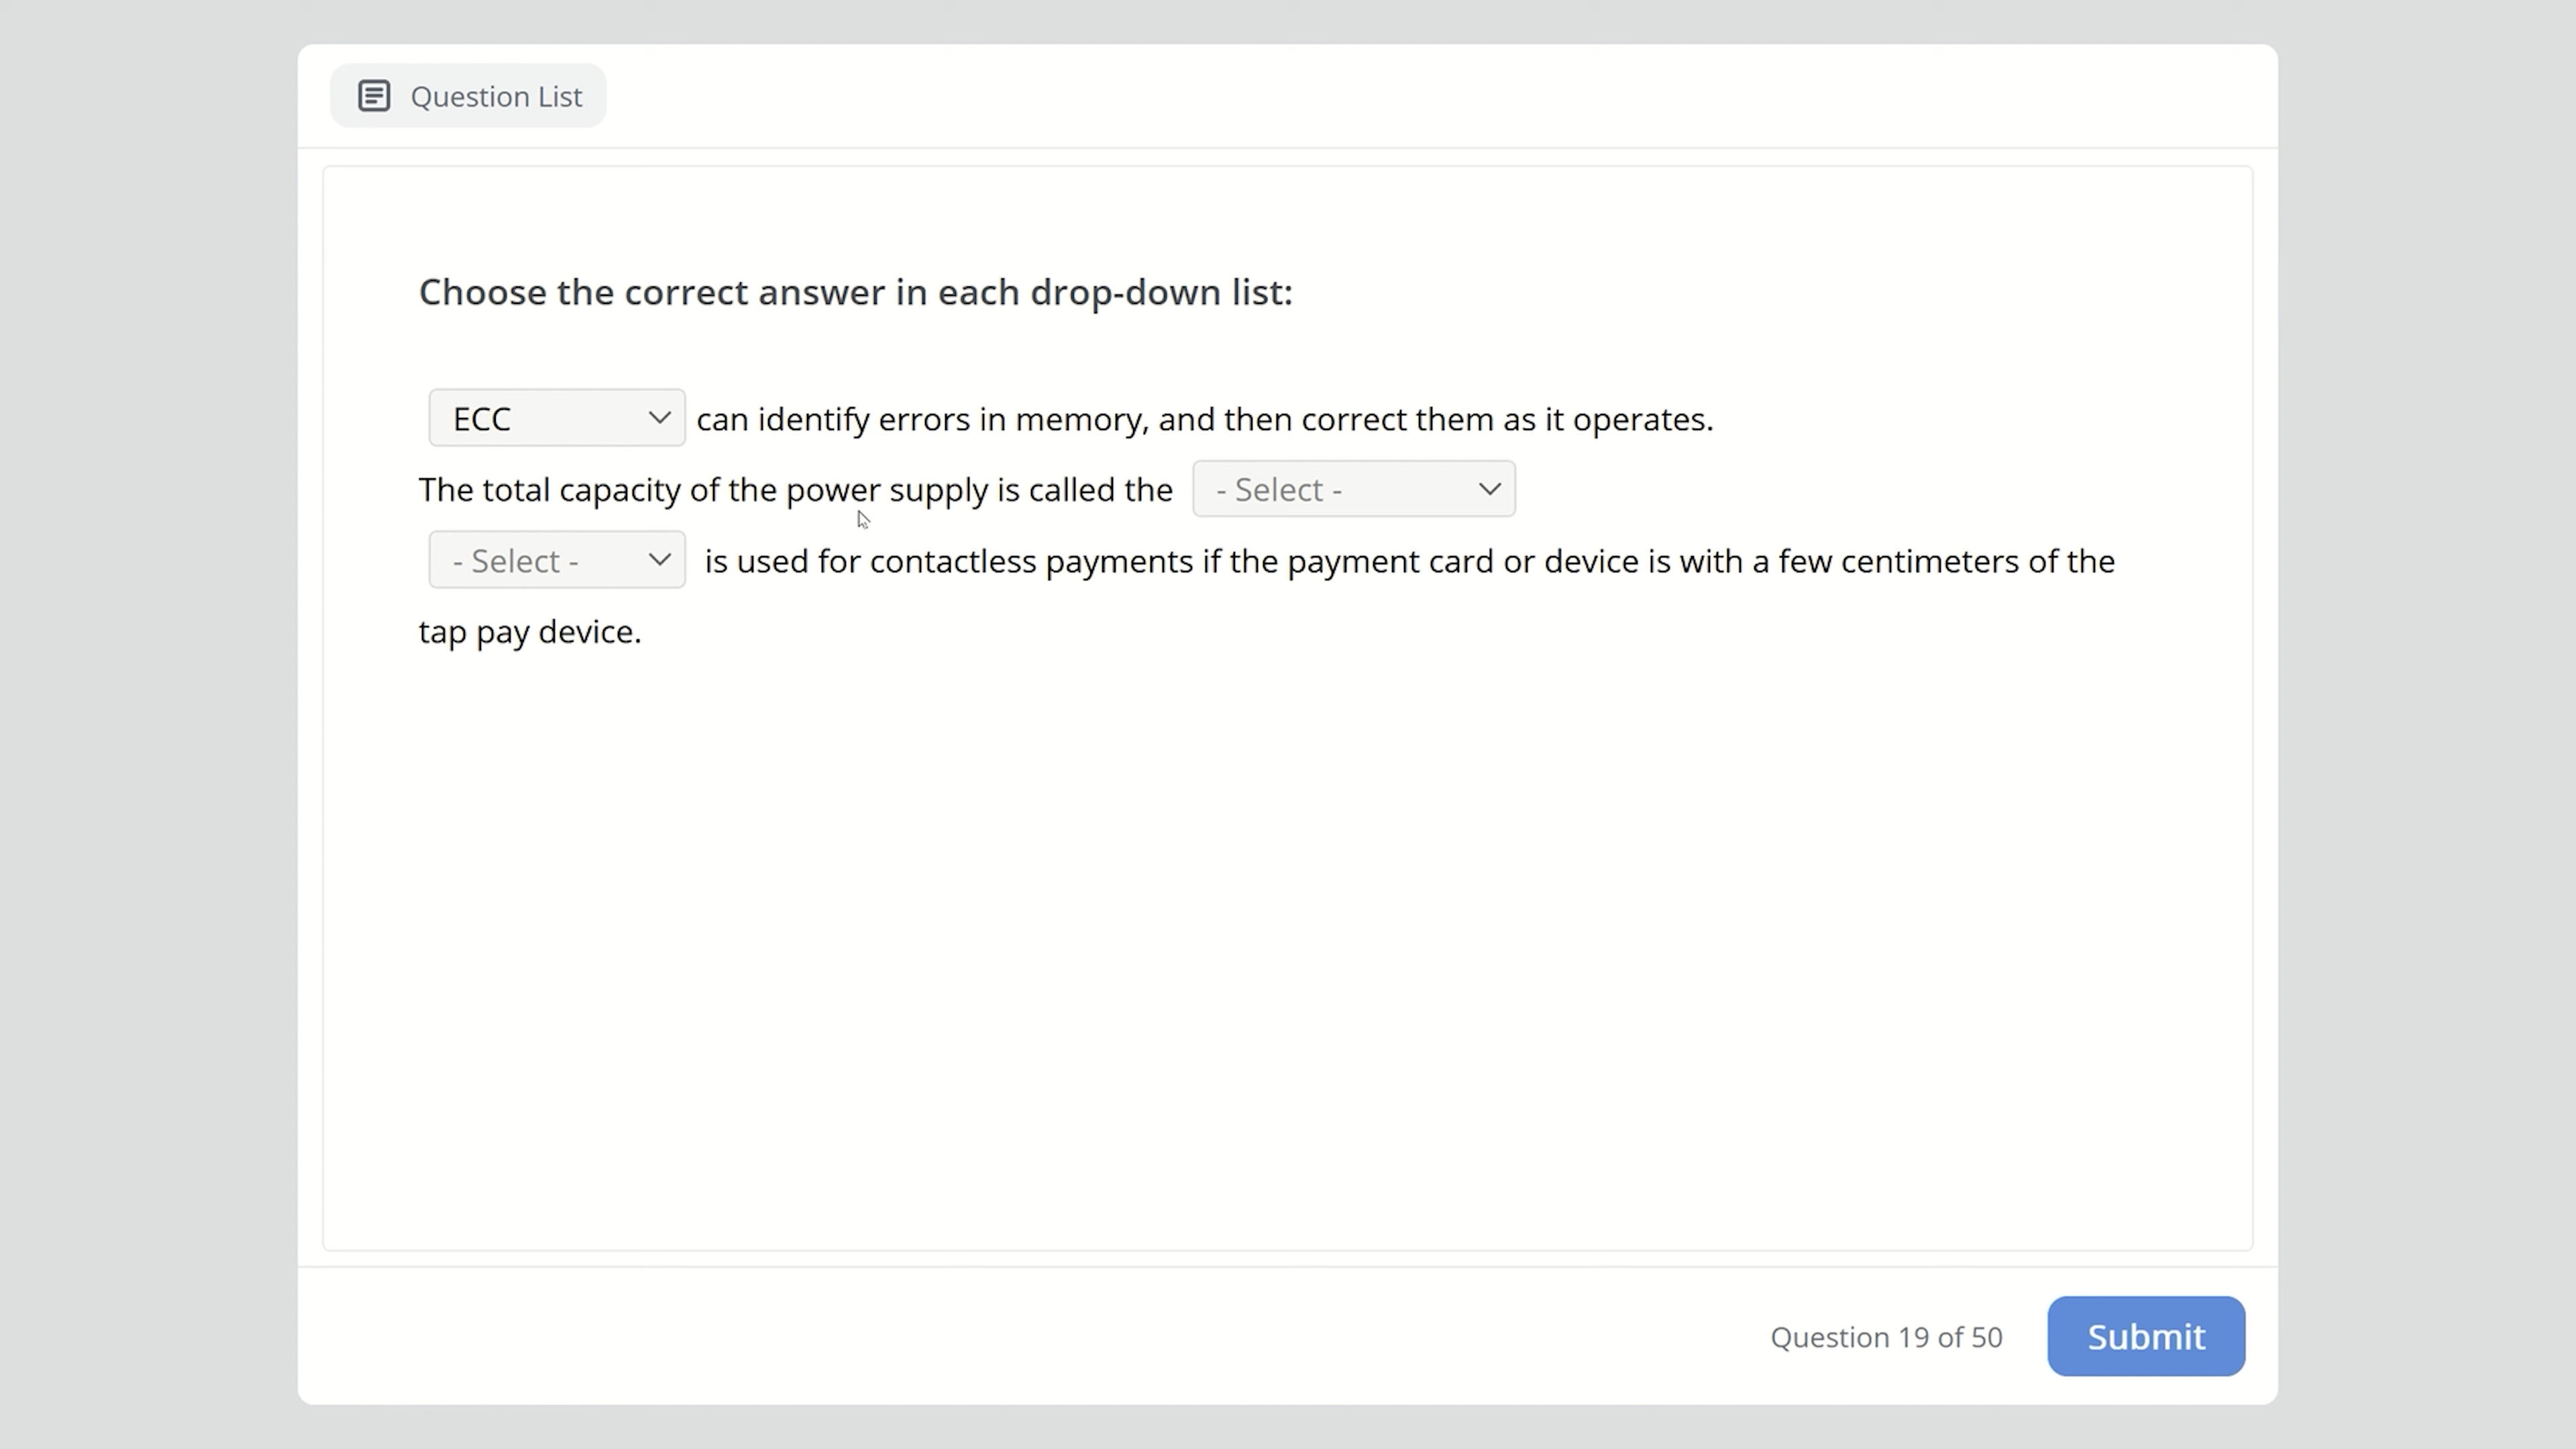 Question List
Choose the correct answer in each drop-down list:
ECC can identify errors in memory, and then correct them as it operates.
The total capacity of the power supply is called the - Select -
- Select - is used for contactless payments if the payment card or device is with a few centimeters of the
tap pay device.
Question 19 of 50 Submit